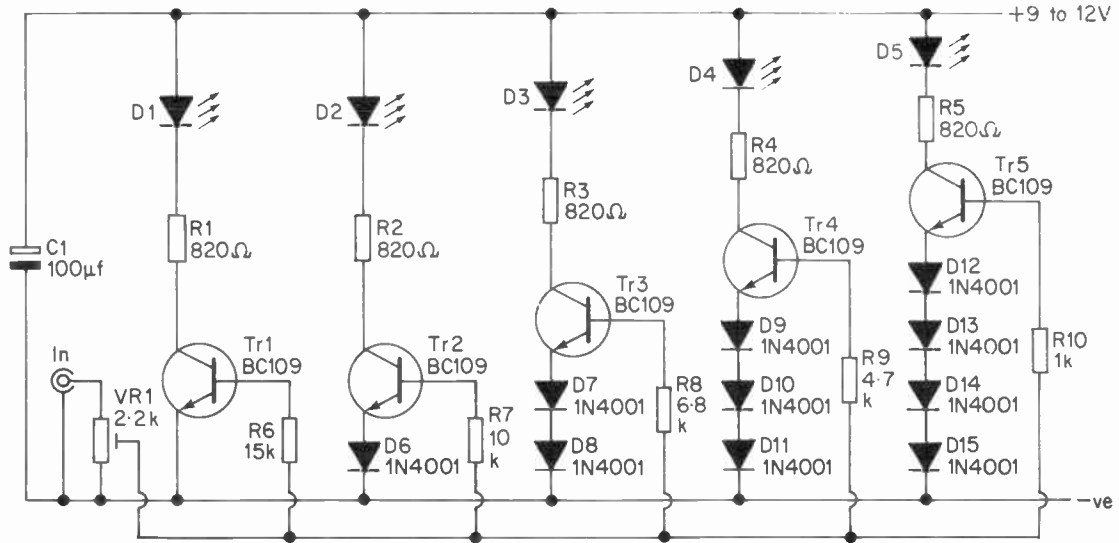 +9 to 12V
D1
D2
D3
D4
D5
R1
820Ω
R2
820Ω
R3
820Ω
R4
820Ω
R5
820Ω
C1
100µf
Tr1
BC109
Tr2
BC109
Tr3
BC109
Tr4
BC109
Tr5
BC109
In
VR1
2·2k
R6
15k
R7
10
k
R8
6·8
k
R9
4·7
k
R10
1k
D6
1N4001
D7
1N4001
D8
1N4001
D9
1N4001
D10
1N4001
D11
1N4001
D12
1N4001
D13
1N4001
D14
1N4001
D15
1N4001
-ve